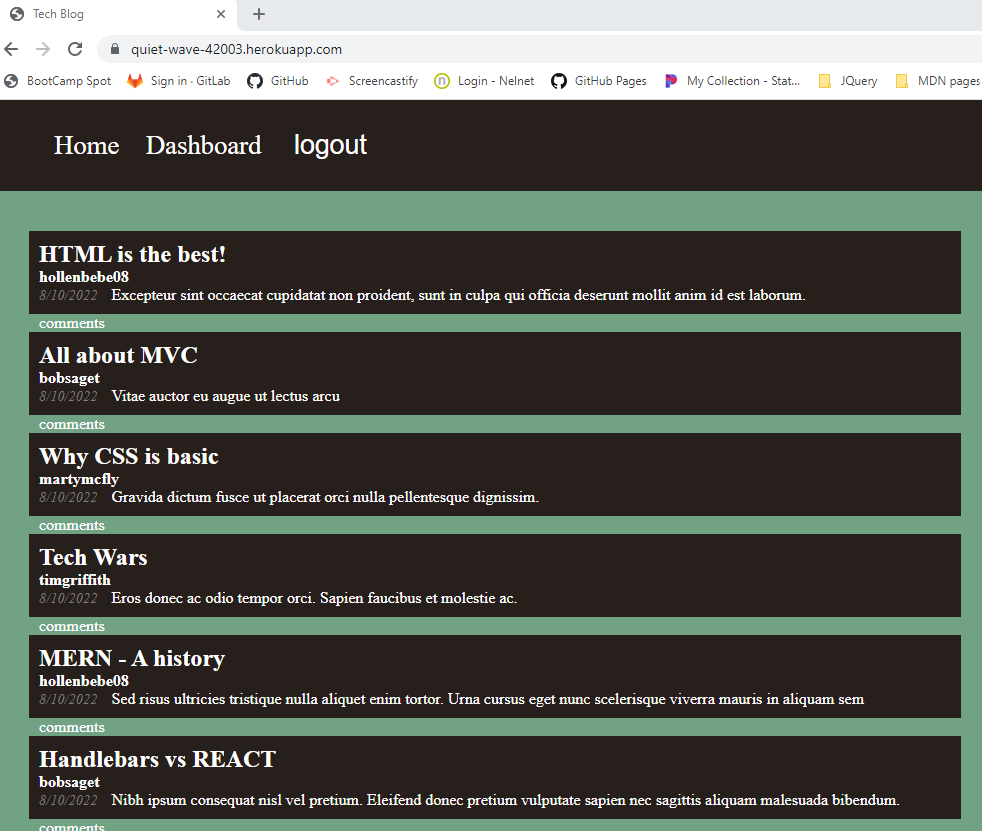 Tech Blog
quiet-wave-42003.herokuapp.com
BootCamp Spot Sign in · GitLab GitHub Screencastify Login - Nelnet GitHub Pages My Collection - Stat... JQuery MDN pages
Home Dashboard logout
HTML is the best!
hollenbebe08
8/10/2022 Excepteur sint occaecat cupidatat non proident, sunt in culpa qui officia deserunt mollit anim id est laborum.
comments
All about MVC
bobsaget
8/10/2022 Vitae auctor eu augue ut lectus arcu
comments
Why CSS is basic
martymcfly
8/10/2022 Gravida dictum fusce ut placerat orci nulla pellentesque dignissim.
comments
Tech Wars
timgriffith
8/10/2022 Eros donec ac odio tempor orci. Sapien faucibus et molestie ac.
comments
MERN - A history
hollenbebe08
8/10/2022 Sed risus ultricies tristique nulla aliquet enim tortor. Urna cursus eget nunc scelerisque viverra mauris in aliquam sem
comments
Handlebars vs REACT
bobsaget
8/10/2022 Nibh ipsum consequat nisl vel pretium. Eleifend donec pretium vulputate sapien nec sagittis aliquam malesuada bibendum.
comments